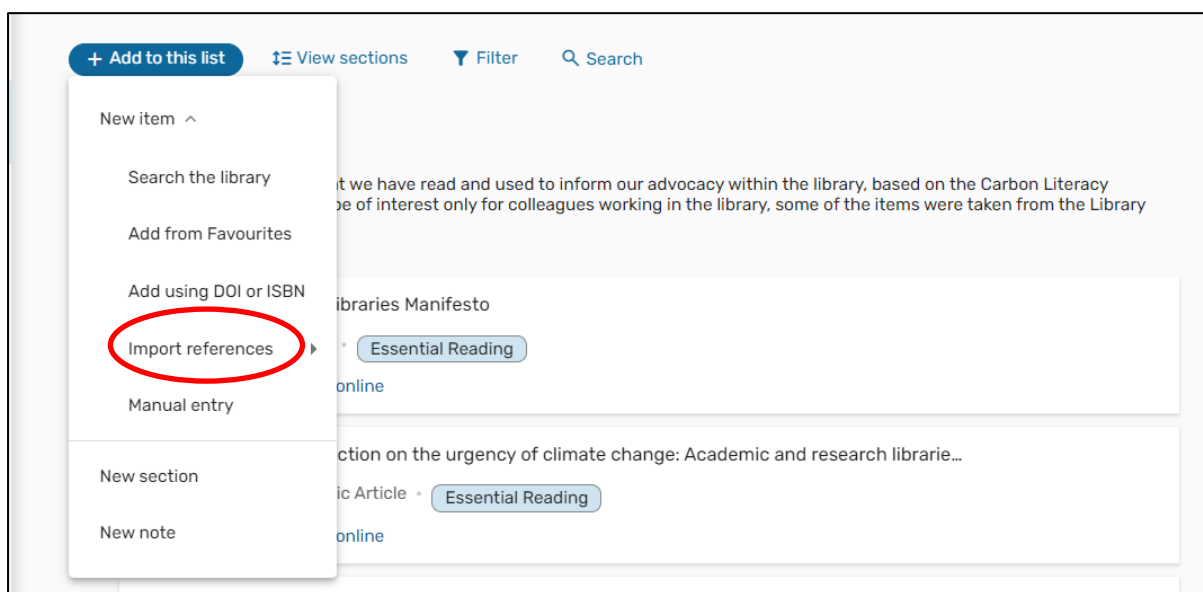 + Add to this list View sections Filter Search
New item
Search the library
t we have read and used to inform our advocacy within the library, based on the Carbon Literacy
be of interest only for colleagues working in the library, some of the items were taken from the Library
Add from Favourites
Add using DOI or ISBN
ibraries Manifesto
Import references
Essential Reading
online
Manual entry
ction on the urgency of climate change: Academic and research librarie…
New section
ic Article • Essential Reading
New note
online